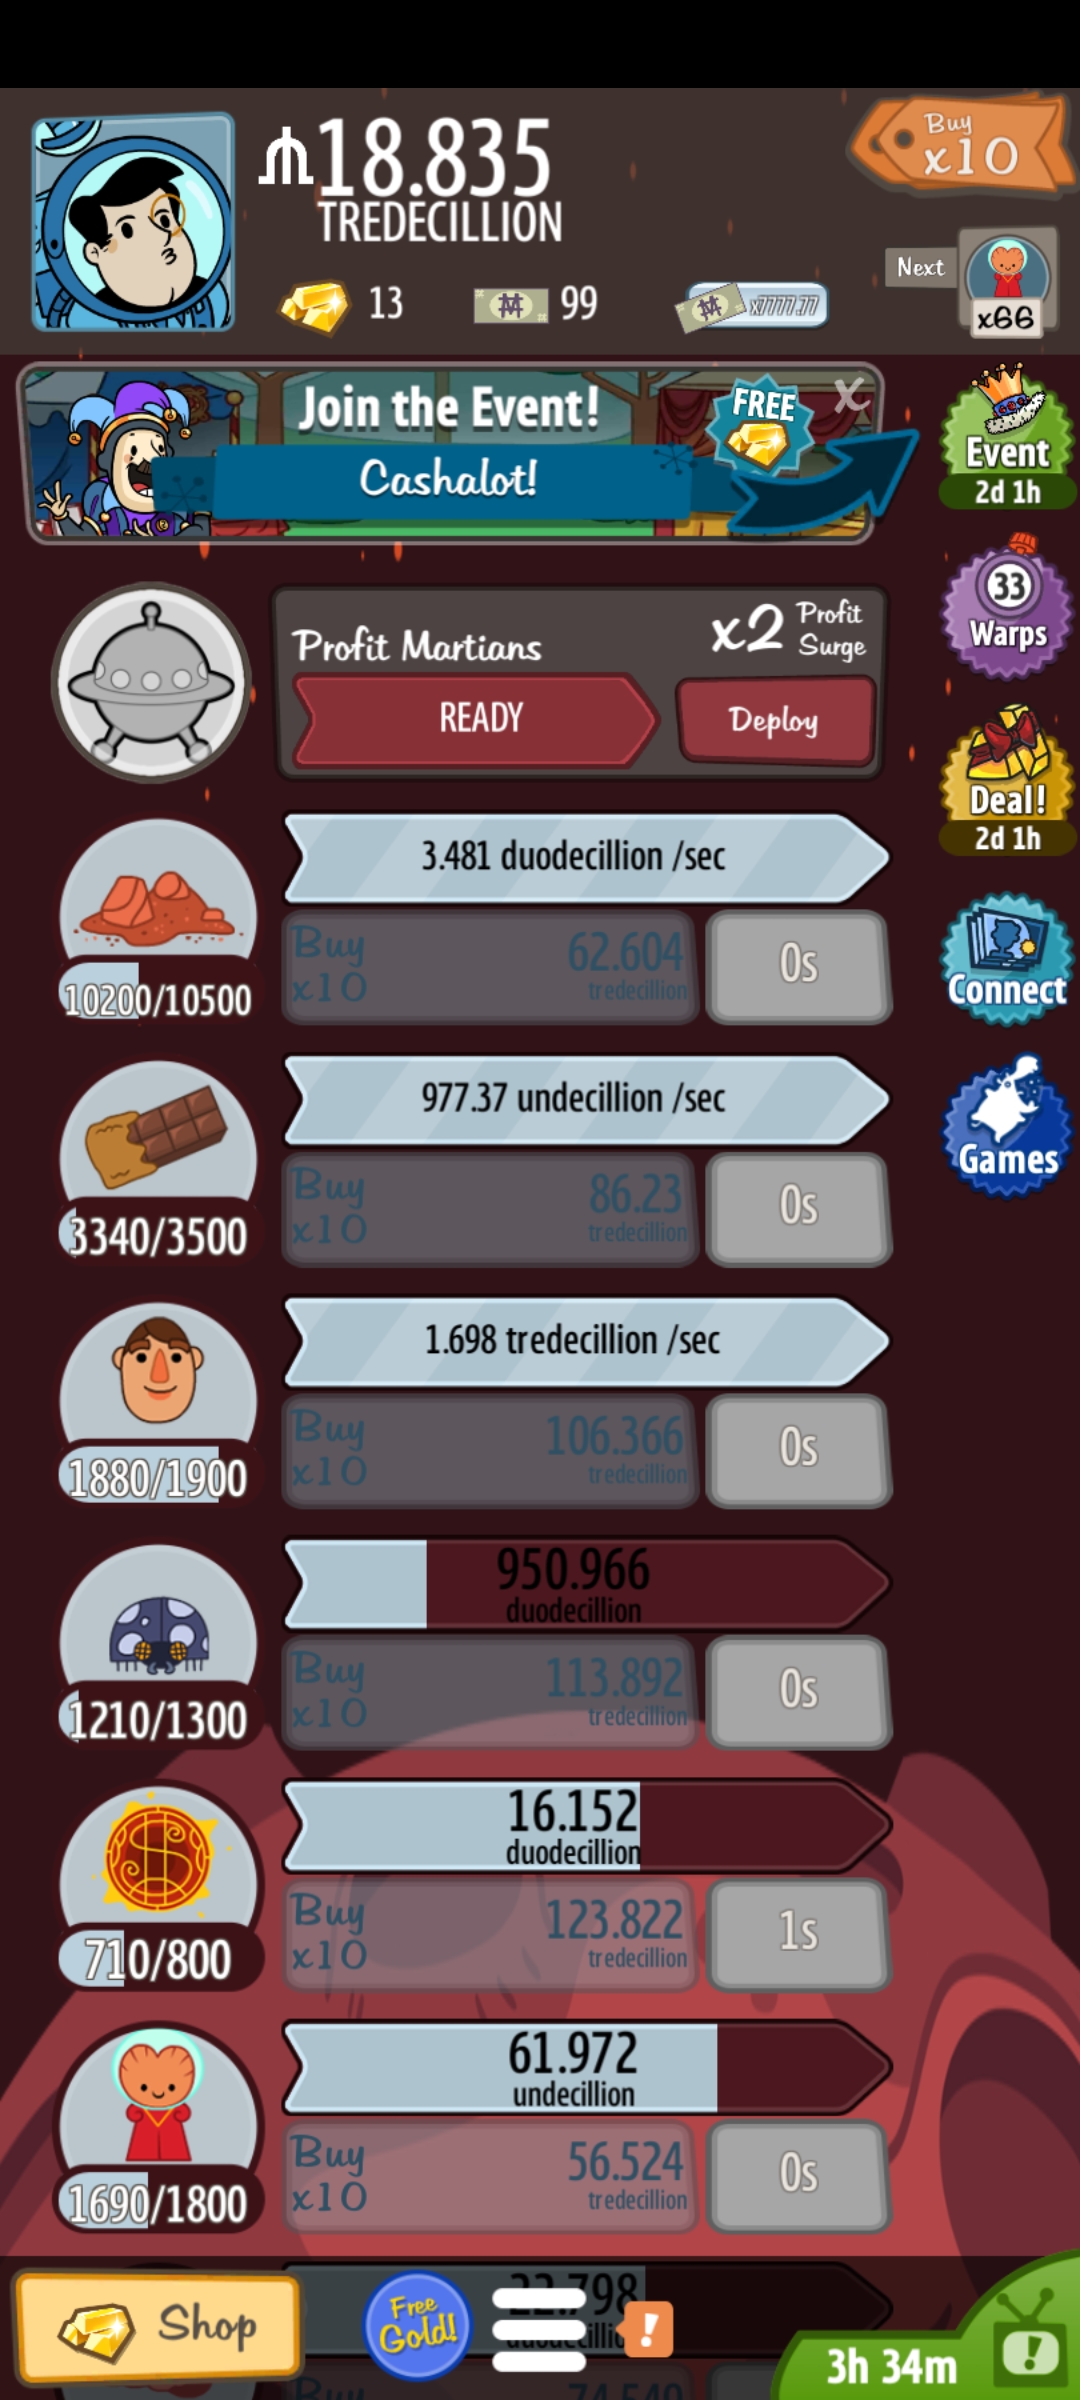 18.835
TREDECILLION
Buy
x10
13
99
x7777.77
Next
x66
Join the Event!
Cashalot!
FREE
X
Event
2d 1h
33
Warps
Deal!
2d 1h
Connect
Games
Profit Martians
x2 Profit Surge
READY
Deploy
3.481 duodecillion /sec
10200/10500
Buy
x10
62.604
tredecillion
0s
977.37 undecillion /sec
3340/3500
Buy
x10
86.23
tredecillion
0s
1.698 tredecillion /sec
1880/1900
Buy
x10
106.366
tredecillion
0s
950.966
duodecillion
1210/1300
Buy
x10
113.892
tredecillion
0s
16.152
duodecillion
710/800
Buy
x10
123.822
tredecillion
1s
61.972
undecillion
1690/1800
Buy
x10
56.524
tredecillion
0s
Shop
Free
Gold!
!
3h 34m
!